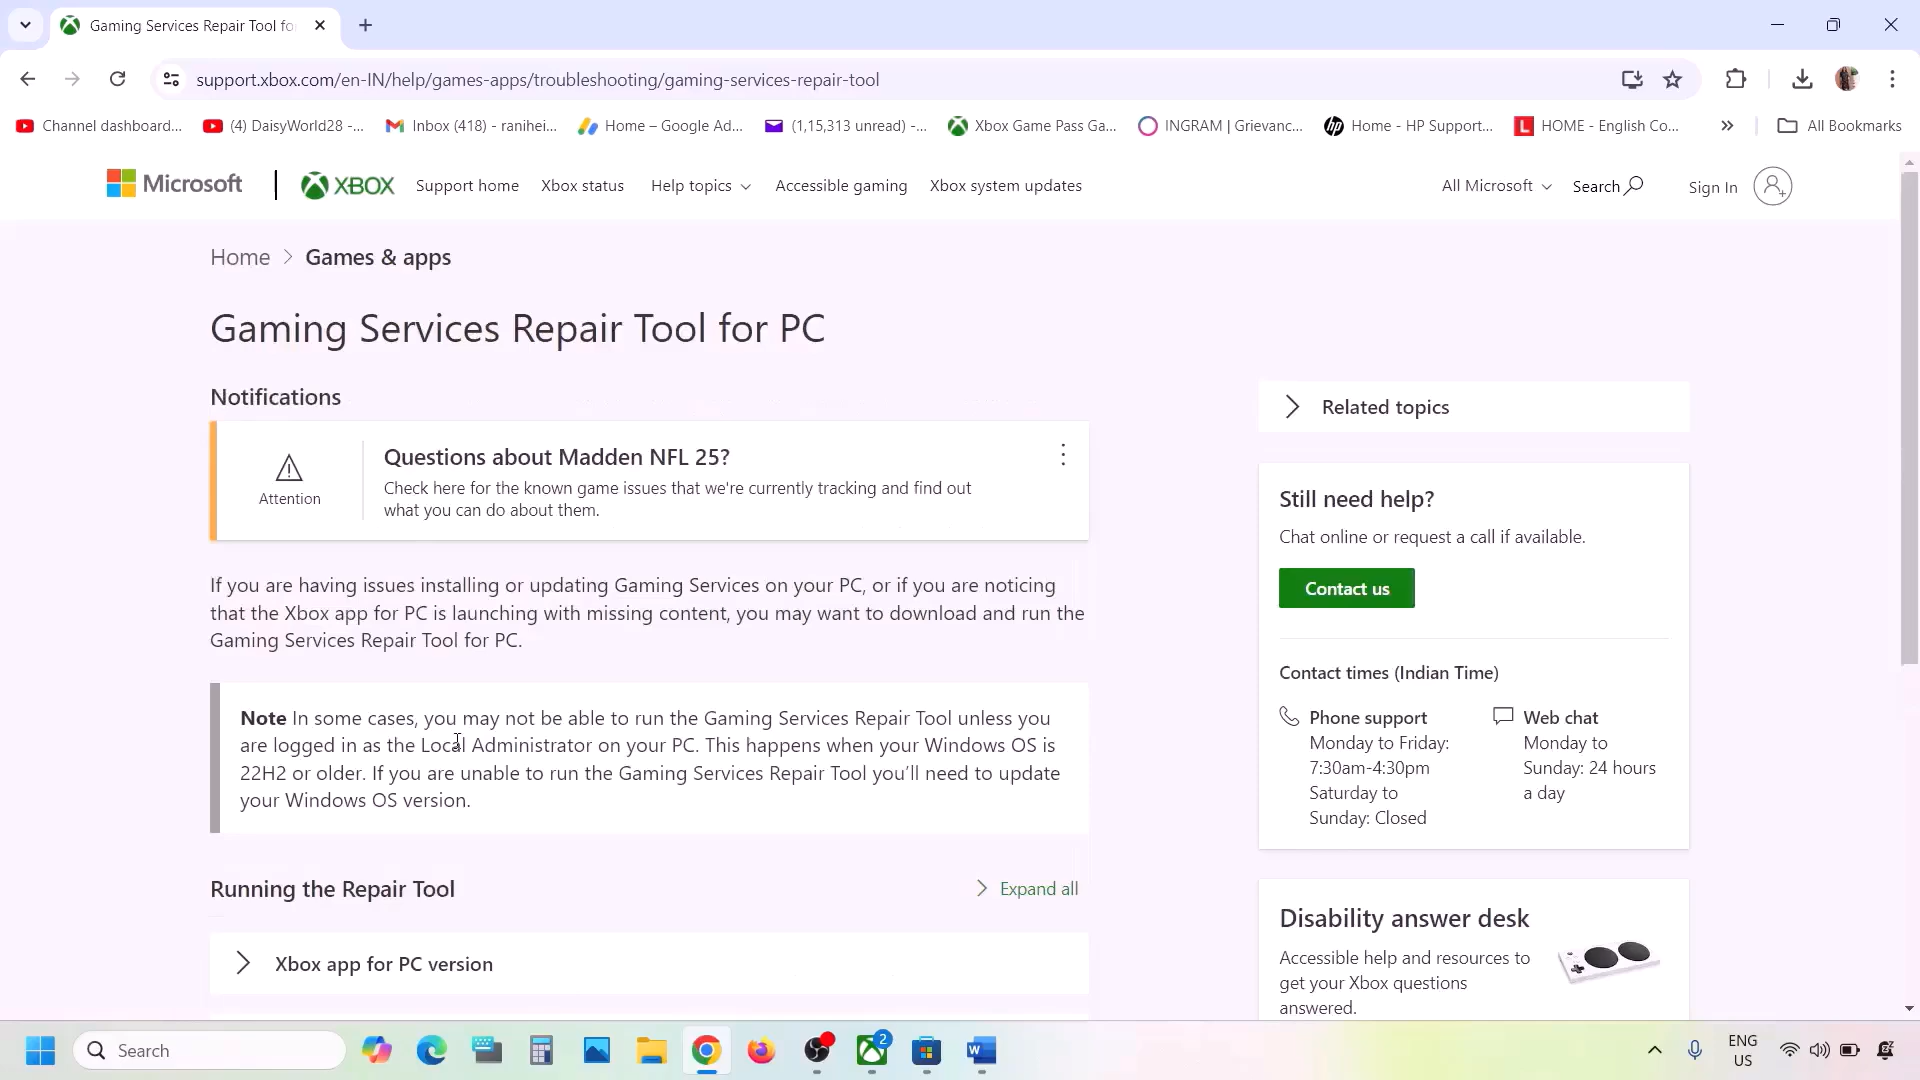 Gaming Services Repair Tool fo
support.xbox.com/en-IN/help/games-apps/troubleshooting/gaming-services-repair-tool
Channel dashboard...
(4) DaisyWorld28 -...
Inbox (418) - ranihei...
Home – Google Ad...
(1,15,313 unread) -...
Xbox Game Pass Ga...
INGRAM | Grievanc...
Home - HP Support...
HOME - English Co...
All Bookmarks
Microsoft
XBOX
Support home
Xbox status
Help topics
Accessible gaming
Xbox system updates
All Microsoft
Search
Sign In
Home
Games & apps
Gaming Services Repair Tool for PC
Notifications
Attention
Questions about Madden NFL 25?
Check here for the known game issues that we're currently tracking and find out
what you can do about them.
If you are having issues installing or updating Gaming Services on your PC, or if you are noticing
that the Xbox app for PC is launching with missing content, you may want to download and run the
Gaming Services Repair Tool for PC.
Note In some cases, you may not be able to run the Gaming Services Repair Tool unless you
are logged in as the Local Administrator on your PC. This happens when your Windows OS is
22H2 or older. If you are unable to run the Gaming Services Repair Tool you'll need to update
your Windows OS version.
Running the Repair Tool
Expand all
Xbox app for PC version
Related topics
Still need help?
Chat online or request a call if available.
Contact us
Contact times (Indian Time)
Phone support
Monday to Friday:
7:30am-4:30pm
Saturday to
Sunday: Closed
Web chat
Monday to
Sunday: 24 hours
a day
Disability answer desk
Accessible help and resources to
get your Xbox questions
answered.
Search
2
ENG
US